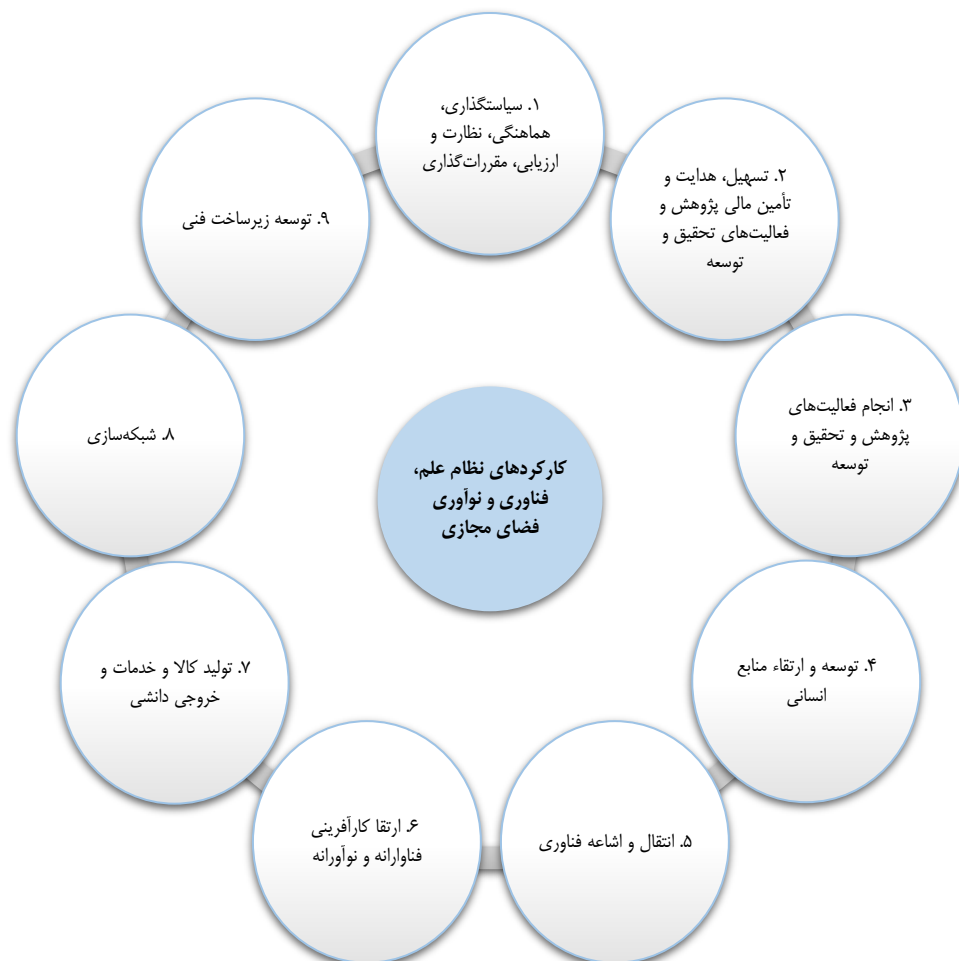 ۱. سیاستگذاری،
هماهنگی، نظارت و
ارزیابی، مقررات‌گذاری
۲. تسهیل، هدایت و
تأمین مالی پژوهش و
فعالیت‌های تحقیق و
توسعه
۳. انجام فعالیت‌های
پژوهش و تحقیق و
توسعه
۴. توسعه و ارتقاء منابع
انسانی
۵. انتقال و اشاعه فناوری
۶. ارتقا کارآفرینی
فناوارانه و نوآورانه
۷. تولید کالا و خدمات و
خروجی دانشی
۸. شبکه‌سازی
۹. توسعه زیرساخت فنی
کارکردهای نظام علم،
فناوری و نوآوری
فضای مجازی